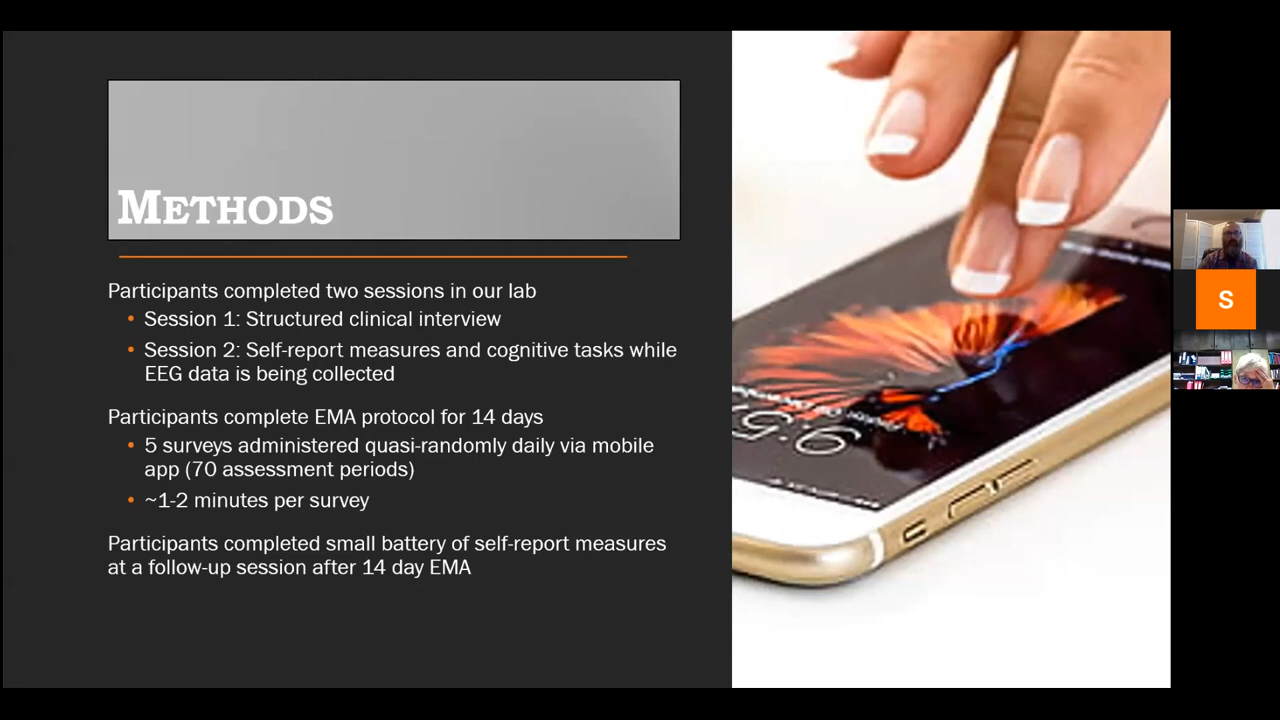 METHODS
Participants completed two sessions in our lab
• Session 1: Structured clinical interview
• Session 2: Self-report measures and cognitive tasks while
EEG data is being collected
Participants complete EMA protocol for 14 days
• 5 surveys administered quasi-randomly daily via mobile
app (70 assessment periods)
• ~1-2 minutes per survey
Participants completed small battery of self-report measures
at a follow-up session after 14 day EMA
S